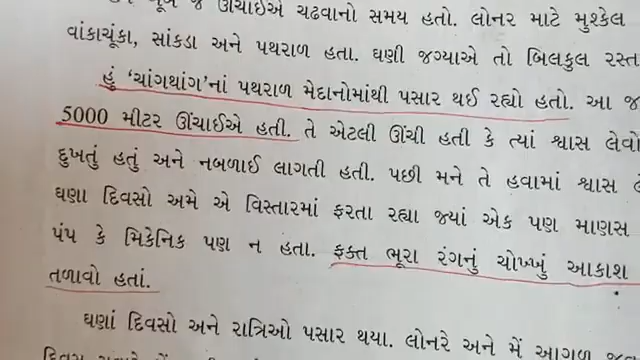 જ ઊંચાઈએ ચઢવાનો સમય હતો. લોનર માટે મુશ્કેલ
વાંકાચૂંકા, સાંકડા અને પથરાળ હતા. ઘણી જગ્યાએ તો બિલકુલ રસ્ત
હું ‘ચાંગથાંગ’નાં પથરાળ મેદાનોમાંથી પસાર થઈ રહ્યો હતો. આ જ
5000 મીટર ઊંચાઈએ હતી. તે એટલી ઊંચી હતી કે ત્યાં શ્વાસ લેવો
દુખતું હતું અને નબળાઈ લાગતી હતી. પછી મને તે હવામાં શ્વાસ
ઘણા દિવસો અમે એ વિસ્તારમાં ફરતા રહ્યા જ્યાં એક પણ માણસ
પંપ કે મિકેનિક પણ ન હતા. ફક્ત ભૂરા રંગનું ચોખ્ખું આકાશ
તળાવો હતાં.
ઘણાં દિવસો અને રાત્રિઓ પસાર થયા. લોનરે અને મેં આગળ